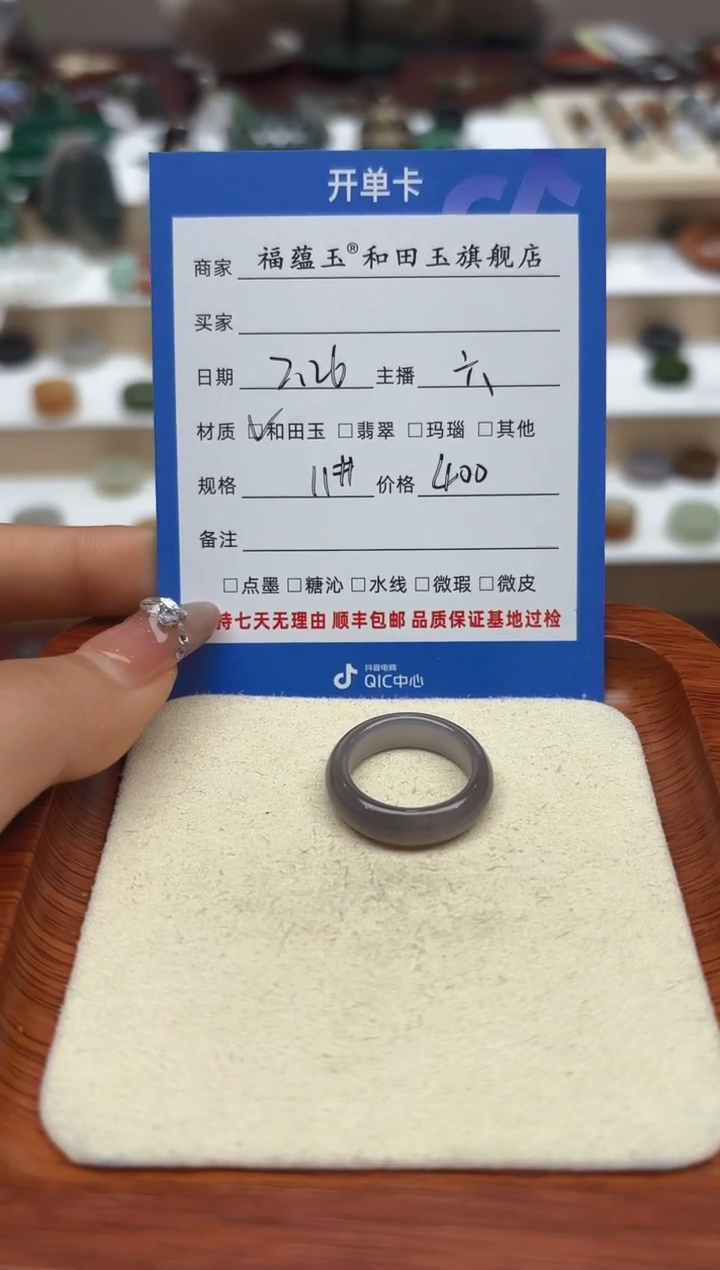 开单卡
商家 福蕴玉®和田玉旗舰店
买家
日期 2.26 主播 六
材质 ☑和田玉 □翡翠 □玛瑙 □其他
规格 11# 价格 400
备注
□点墨 □糖沁 □水线 □微瑕 □微皮
持七天无理由 顺丰包邮 品质保证基地过检
抖音电商
QIC中心